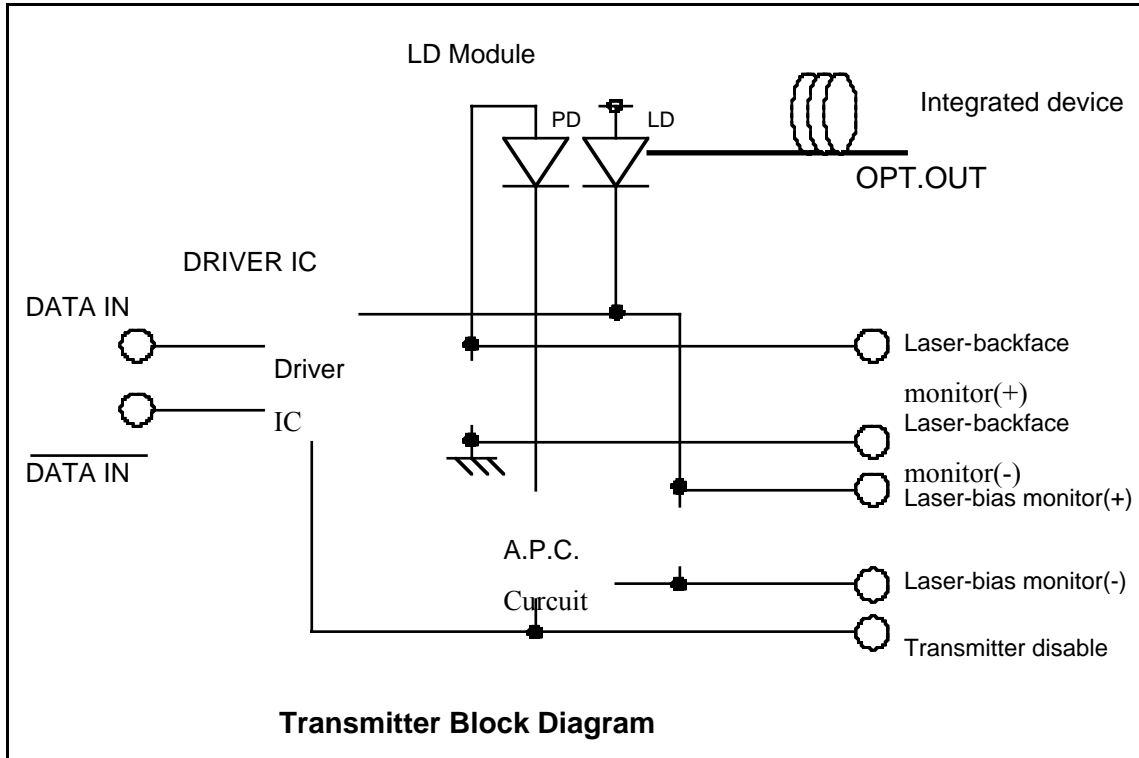 LD Module
PD
LD
Integrated device
OPT.OUT
DRIVER IC
DATA IN
Driver
IC
DATA IN
Laser-backface
monitor(+)
Laser-backface
monitor(-)
Laser-bias monitor(+)
A.P.C.
Curcuit
Laser-bias monitor(-)
Transmitter disable
Transmitter Block Diagram